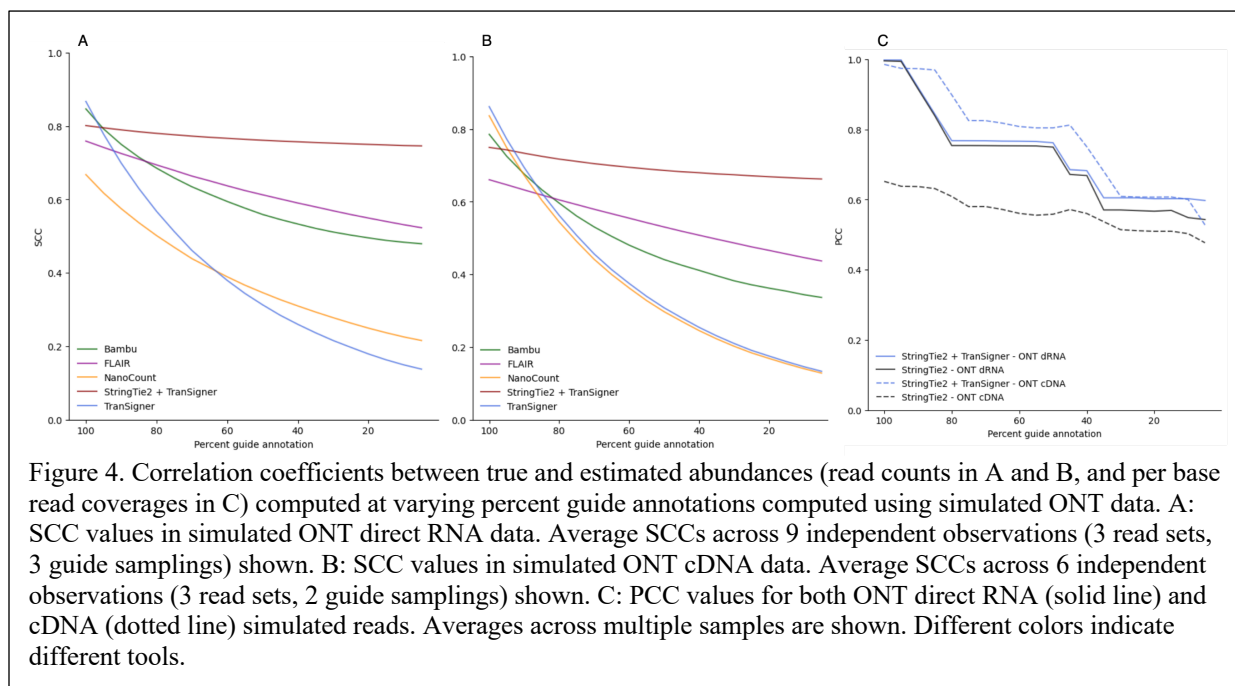 A
1.0
0.8
0.6
0.4
0.2
0.0
SCC
Bambu
FLAIR
NanoCount
StringTie2 + TranSigner
TranSigner
100
80
60
40
20
Percent guide annotation
B
1.0
0.8
0.6
0.4
0.2
0.0
Bambu
FLAIR
NanoCount
StringTie2 + TranSigner
TranSigner
100
80
60
40
20
Percent guide annotation
C
1.0
0.8
0.6
0.4
0.2
0.0
PCC
StringTie2 + TranSigner - ONT dRNA
StringTie2 - ONT dRNA
StringTie2 + TranSigner - ONT cDNA
StringTie2 - ONT cDNA
100
80
60
40
20
Percent guide annotation
Figure 4. Correlation coefficients between true and estimated abundances (read counts in A and B, and per base
read coverages in C) computed at varying percent guide annotations computed using simulated ONT data. A:
SCC values in simulated ONT direct RNA data. Average SCCs across 9 independent observations (3 read sets,
3 guide samplings) shown. B: SCC values in simulated ONT cDNA data. Average SCCs across 6 independent
observations (3 read sets, 2 guide samplings) shown. C: PCC values for both ONT direct RNA (solid line) and
cDNA (dotted line) simulated reads. Averages across multiple samples are shown. Different colors indicate
different tools.